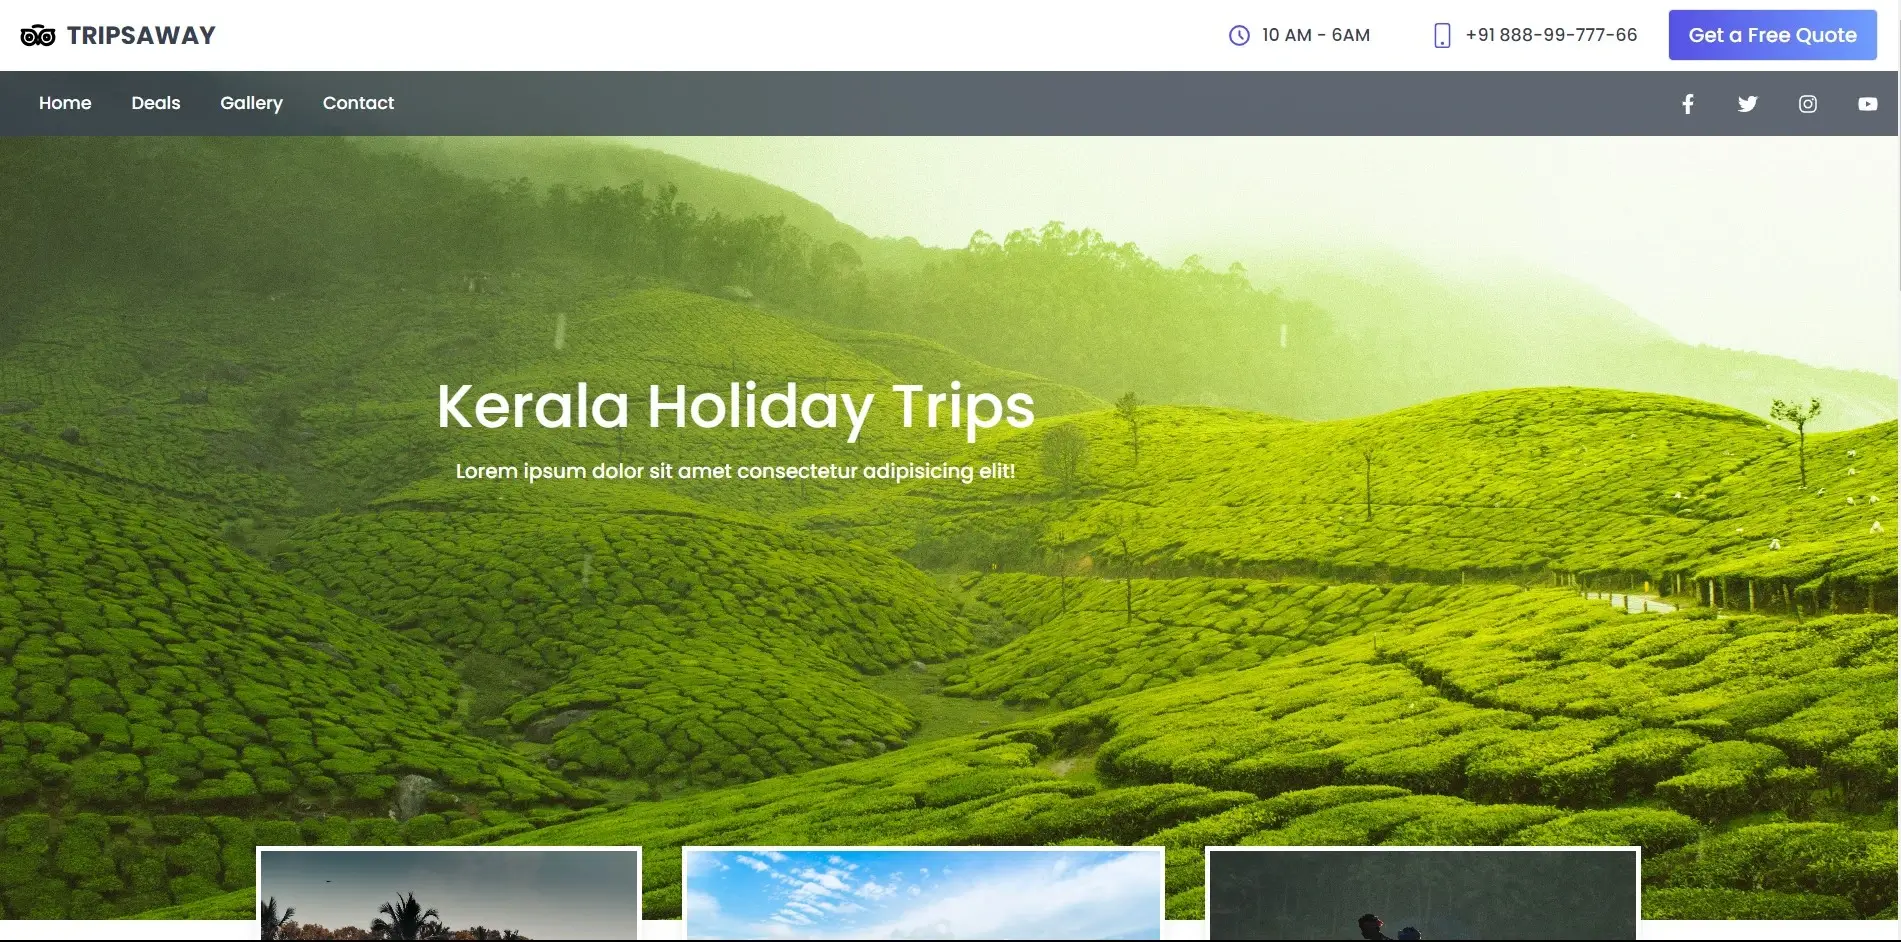 TRIPSAWAY
10 AM - 6AM
+91 888-99-777-66
Get a Free Quote
Home
Deals
Gallery
Contact
Kerala Holiday Trips
Lorem ipsum dolor sit amet consectetur adipisicing elit!